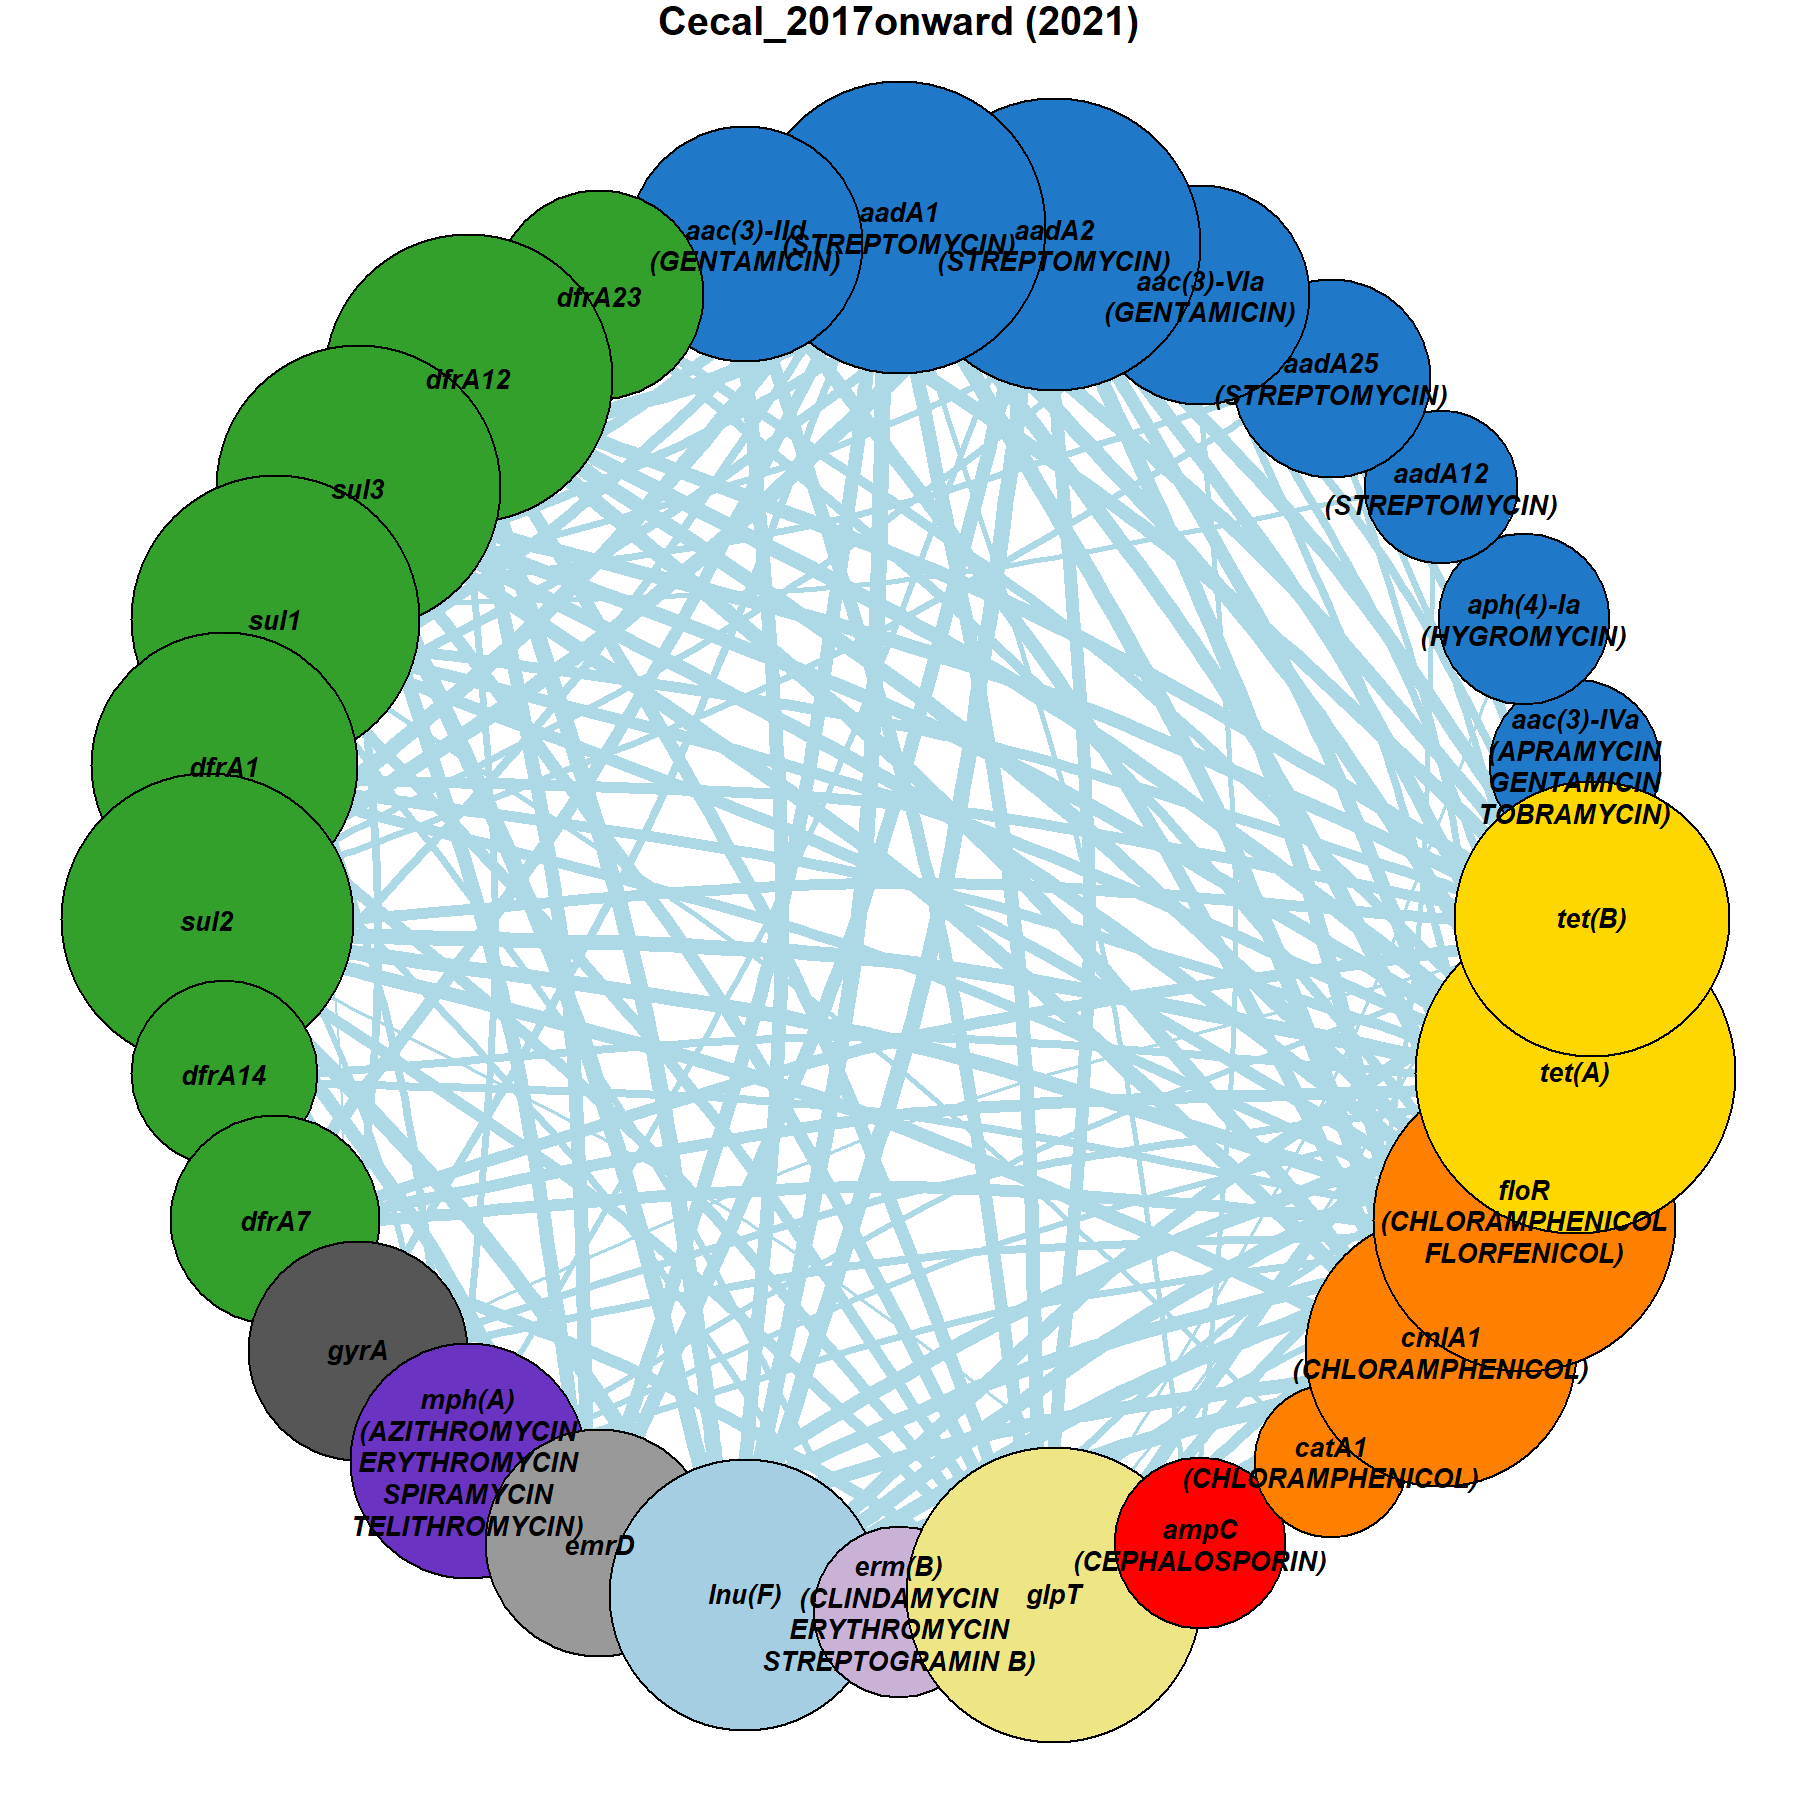 Cecal_2017onward (2021)
aadA1
(STREPTOMYCIN)
aadA2
(STREPTOMYCIN)
aac(3)-VIa
(GENTAMICIN)
aadA25
(STREPTOMYCIN)
aadA12
(STREPTOMYCIN)
aph(4)-Ia
(HYGROMYCIN)
aac(3)-IVa
(APRAMYCIN
GENTAMICIN
TOBRAMYCIN)
tet(B)
tet(A)
floR
(CHLORAMPHENICOL
FLORFENICOL)
cmlA1
(CHLORAMPHENICOL)
catA1
(CHLORAMPHENICOL)
ampC
(CEPHALOSPORIN)
glpT
erm(B)
(CLINDAMYCIN
ERYTHROMYCIN
STREPTOGRAMIN B)
lnu(F)
emrD
mph(A)
(AZITHROMYCIN
ERYTHROMYCIN
SPIRAMYCIN
TELITHROMYCIN)
gyrA
dfrA7
dfrA14
sul2
dfrA1
sul1
sul3
dfrA12
dfrA23
aac(3)-IId
(GENTAMICIN)